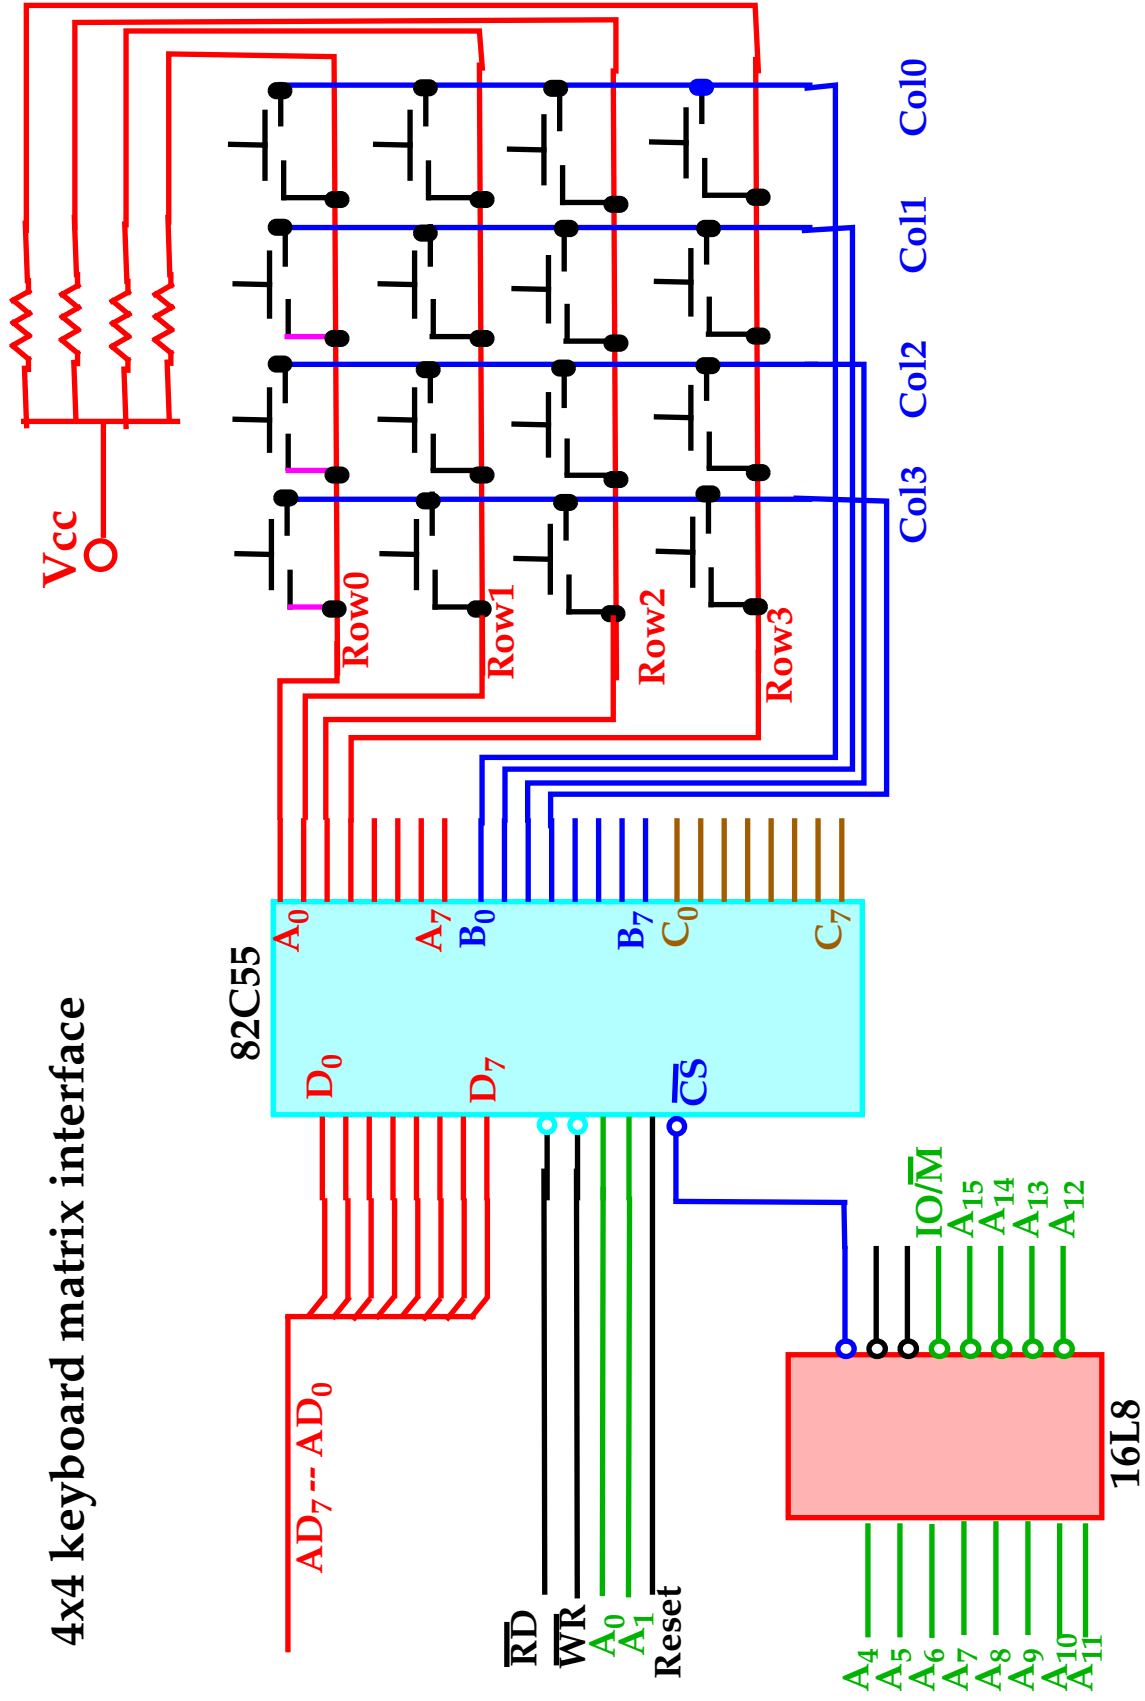 4x4 keyboard matrix interface
Vcc
Row0
Row1
Row2
Row3
Col0
Col1
Col2
Col3
82C55
A0
A7
B0
B7
C0
C7
D0
D7
CS
AD7 -- AD0
RD
WR
A0
A1
Reset
IO/M
A15
A14
A13
A12
16L8
A4
A5
A6
A7
A8
A9
A10
A11